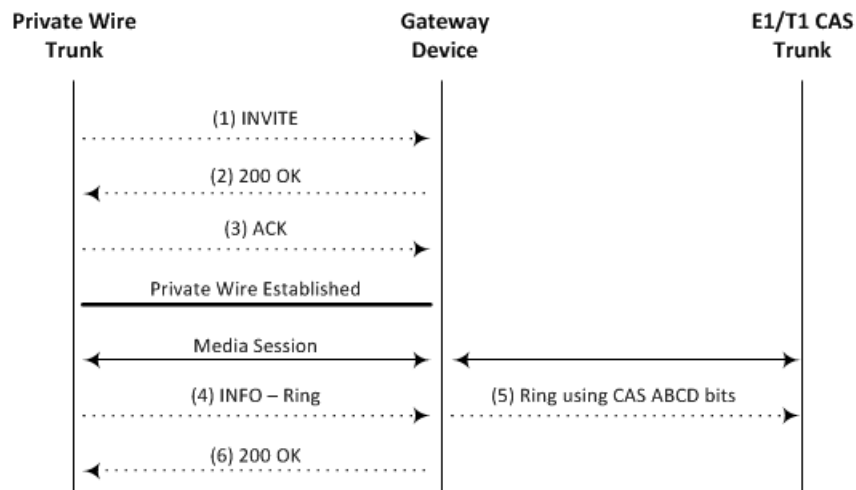 Private Wire Trunk
Gateway Device
E1/T1 CAS Trunk
(1) INVITE
(2) 200 OK
(3) ACK
Private Wire Established
Media Session
(4) INFO – Ring
(5) Ring using CAS ABCD bits
(6) 200 OK